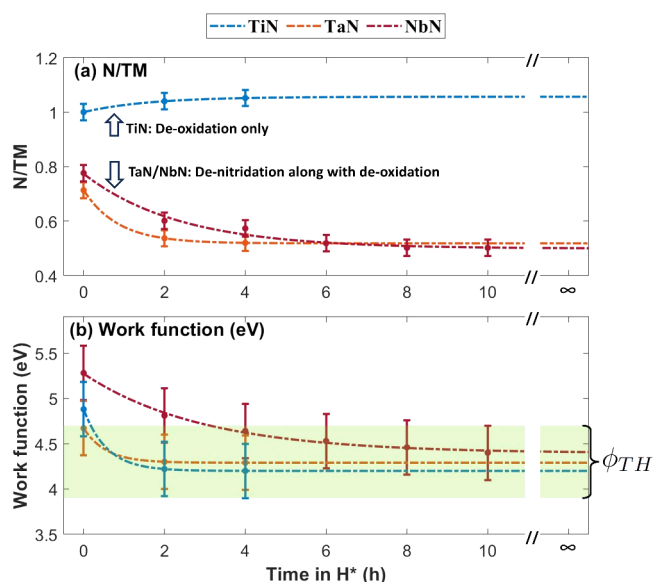 TiN TaN NbN
(a) N/TM
1.2
1
0.8
0.6
0.4
N/TM
TiN: De-oxidation only
TaN/NbN: De-nitridation along with de-oxidation
//
//
0 2 4 6 8 10 ∞
(b) Work function (eV)
5.5
5
4.5
4
3.5
Work function (eV)
ϕTH
//
//
0 2 4 6 8 10 ∞
Time in H* (h)